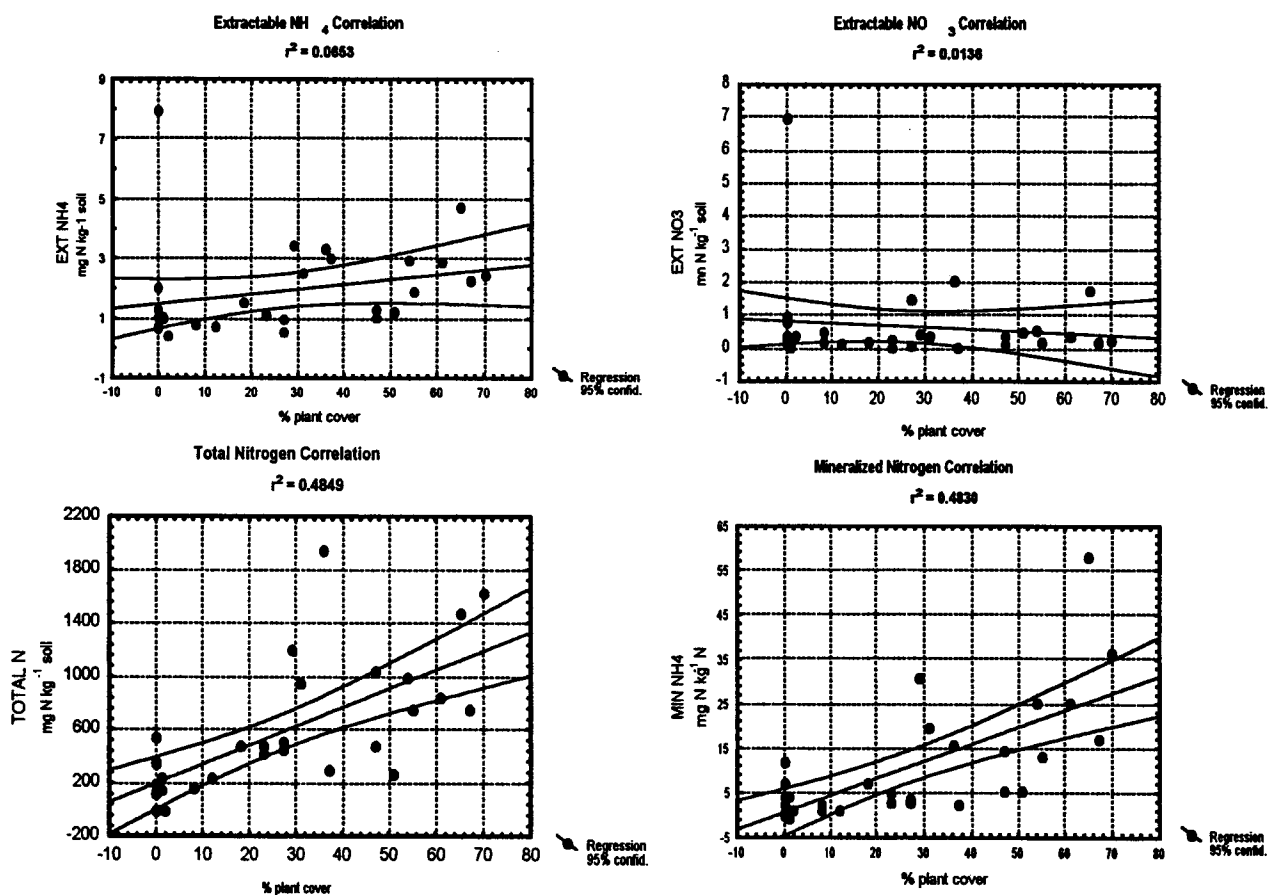 Extractable NH 4 Correlation
r² = 0.0653
9
7
5
3
1
-1
EXT NH4
mg N kg-1 soil
-10 0 10 20 30 40 50 60 70 80
% plant cover
Regression
95% confid.
Extractable NO 3 Correlation
r² = 0.0136
8
7
6
5
4
3
2
1
0
-1
EXT NO3
mn N kg⁻¹ soil
-10 0 10 20 30 40 50 60 70 80
% plant cover
Regression
95% confid.
Total Nitrogen Correlation
r² = 0.4849
2200
1800
1400
1000
600
200
-200
TOTAL N
mg N kg⁻¹ soil
-10 0 10 20 30 40 50 60 70 80
% plant cover
Regression
95% confid.
Mineralized Nitrogen Correlation
r² = 0.4830
65
55
45
35
25
15
5
-5
MIN NH4
mg N kg⁻¹ N
-10 0 10 20 30 40 50 60 70 80
% plant cover
Regression
95% confid.